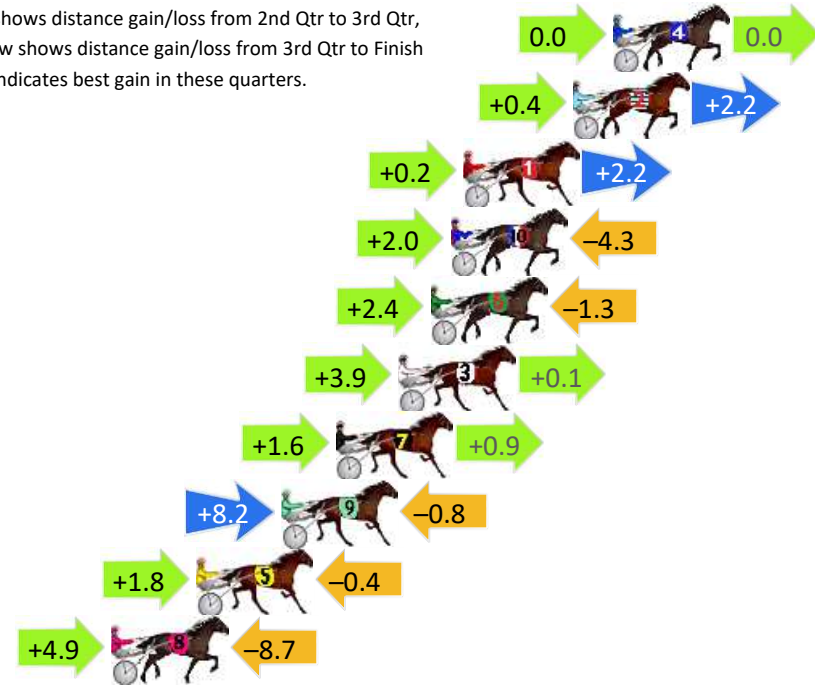 hows distance gain/loss from 2nd Qtr to 3rd Qtr,
w shows distance gain/loss from 3rd Qtr to Finish
ndicates best gain in these quarters.
0.0 4 0.0
+0.4 +2.2
+0.2 1 +2.2
+2.0 10 −4.3
+2.4 −1.3
+3.9 3 +0.1
+1.6 7 +0.9
+8.2 9 −0.8
+1.8 5 −0.4
+4.9 8 −8.7